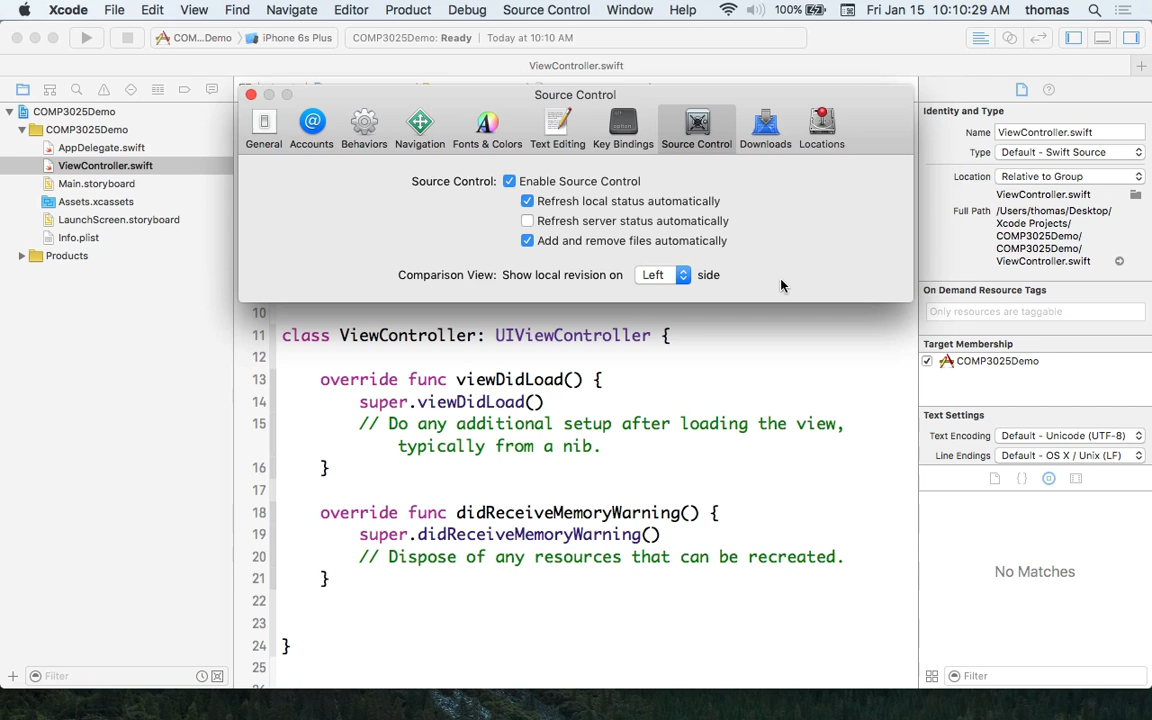 Xcode File Edit View Find Navigate Editor Product Debug Source Control Window Help 100% Fri Jan 15 10:10:29 AM thomas
COM...Demo iPhone 6s Plus COMP3025Demo: Ready Today at 10:10 AM
ViewController.swift
COMP3025Demo
COMP3025Demo
AppDelegate.swift
ViewController.swift
Main.storyboard
Assets.xcassets
LaunchScreen.storyboard
Info.plist
Products
Filter
Source Control
General Accounts Behaviors Navigation Fonts & Colors Text Editing Key Bindings Source Control Downloads Locations
Source Control: Enable Source Control
Refresh local status automatically
Refresh server status automatically
Add and remove files automatically
Comparison View: Show local revision on Left side
10
11 class ViewController: UIViewController {
12
13 override func viewDidLoad() {
14 super.viewDidLoad()
15 // Do any additional setup after loading the view,
typically from a nib.
16 }
17
18 override func didReceiveMemoryWarning() {
19 super.didReceiveMemoryWarning()
20 // Dispose of any resources that can be recreated.
21 }
22
23
24 }
25
Identity and Type
Name ViewController.swift
Type Default - Swift Source
Location Relative to Group
ViewController.swift
Full Path /Users/thomas/Desktop/
Xcode Projects/
COMP3025Demo/
COMP3025Demo/
ViewController.swift
On Demand Resource Tags
Only resources are taggable
Target Membership
COMP3025Demo
Text Settings
Text Encoding Default - Unicode (UTF-8)
Line Endings Default - OS X / Unix (LF)
No Matches
Filter